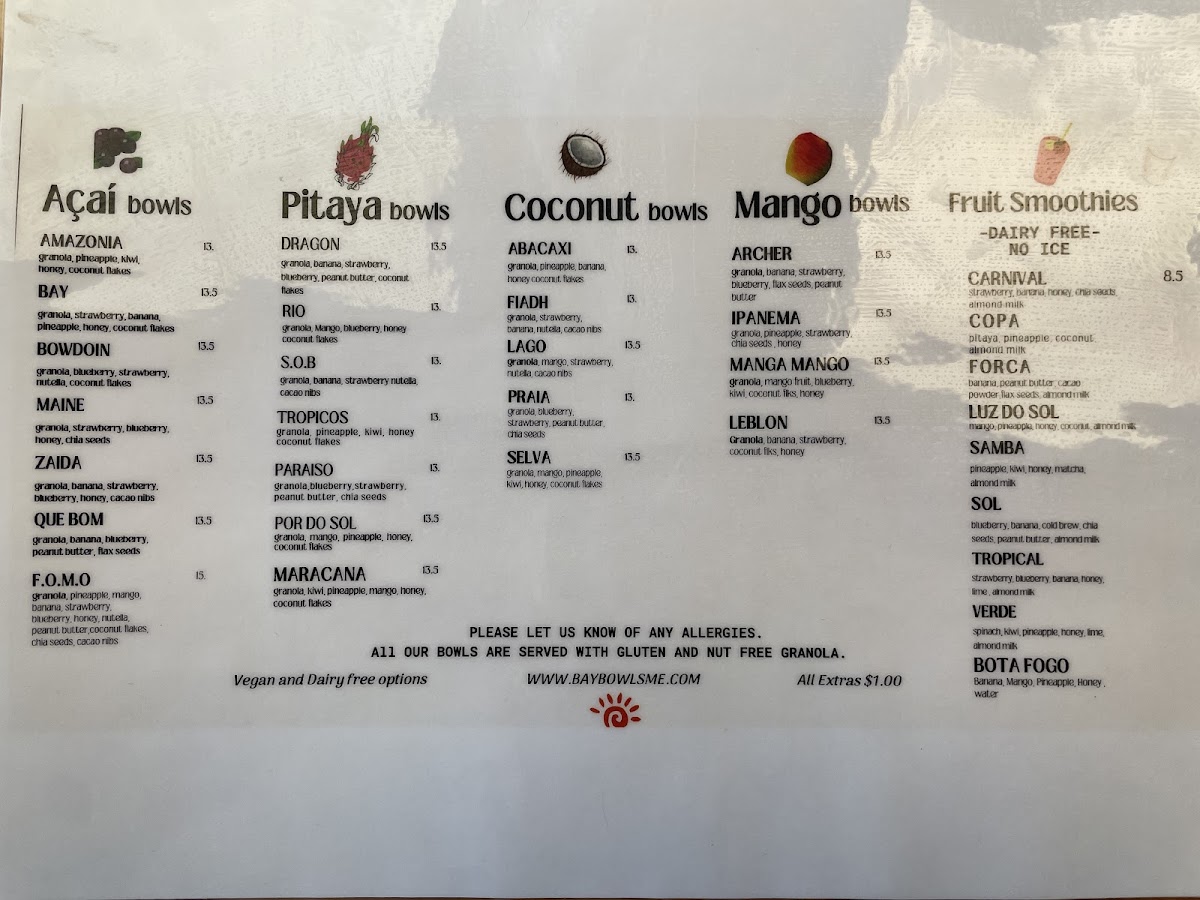 Açaí bowls
AMAZONIA 13.
granola, pineapple, kiwi,
honey, coconut flakes
BAY 13.5
granola, strawberry, banana,
pineapple, honey, coconut flakes
BOWDOIN 13.5
granola, blueberry, strawberry,
nutella, coconut flakes
MAINE 13.5
granola, strawberry, blueberry,
honey, chia seeds
ZAIDA 13.5
granola, banana, strawberry,
blueberry, honey, cacao nibs
QUE BOM 13.5
granola, banana, blueberry,
peanut butter, flax seeds
F.O.M.O 15.
granola, pineapple, mango,
banana, strawberry,
blueberry, honey, nutella,
peanut butter,coconut flakes,
chia seeds, cacao nibs
Pitaya bowls
DRAGON 13.5
granola, banana, strawberry,
blueberry, peanut butter, coconut
flakes
RIO 13.
granola, Mango, blueberry, honey
coconut flakes
S.O.B 13.
granola, banana, strawberry nutella,
cacao nibs
TROPICOS 13.
granola, pineapple, kiwi, honey
coconut flakes
PARAISO 13.
granola,blueberry,strawberry,
peanut butter, chia seeds
POR DO SOL 13.5
granola, mango, pineapple, honey,
coconut flakes
MARACANA 13.5
granola, kiwi, pineapple, mango, honey,
coconut flakes
Coconut bowls
ABACAXI 13.
granola, pineapple, banana,
honey coconut flakes
FIADH 13.
granola, strawberry,
banana, nutella, cacao nibs
LAGO 13.5
granola, mango, strawberry,
nutella, cacao nibs
PRAIA 13.
granola, blueberry,
strawberry, peanut butter,
chia seeds
SELVA 13.5
granola, mango, pineapple,
kiwi, honey, coconut flakes
Mango bowls
ARCHER 13.5
granola, banana, strawberry,
blueberry, flax seeds, peanut
butter
IPANEMA 13.5
granola, pineapple, strawberry,
chia seeds , honey
MANGA MANGO 13.5
granola, mango fruit, blueberry,
kiwi, coconut flks, honey
LEBLON 13.5
Granola, banana, strawberry,
coconut flks, honey
Fruit Smoothies
-DAIRY FREE-
NO ICE
CARNIVAL 8.5
strawberry, banana, honey, chia seeds,
almond milk
COPA
pitaya, pineapple, coconut
almond milk
FORCA
banana, peanut butter, cacao
powder, flax seeds, almond milk
LUZ DO SOL
mango, pineapple, honey, coconut, almond milk
SAMBA
pineapple, kiwi, honey, matcha,
almond milk
SOL
blueberry, banana, cold brew, chia
seeds, peanut butter, almond milk
TROPICAL
strawberry, blueberry, banana, honey,
lime , almond milk
VERDE
spinach, kiwi, pineapple, honey, lime,
almond milk
BOTA FOGO
Banana, Mango, Pineapple, Honey ,
water
PLEASE LET US KNOW OF ANY ALLERGIES.
All OUR BOWLS ARE SERVED WITH GLUTEN AND NUT FREE GRANOLA.
Vegan and Dairy free options
WWW.BAYBOWLSME.COM
All Extras $1.00